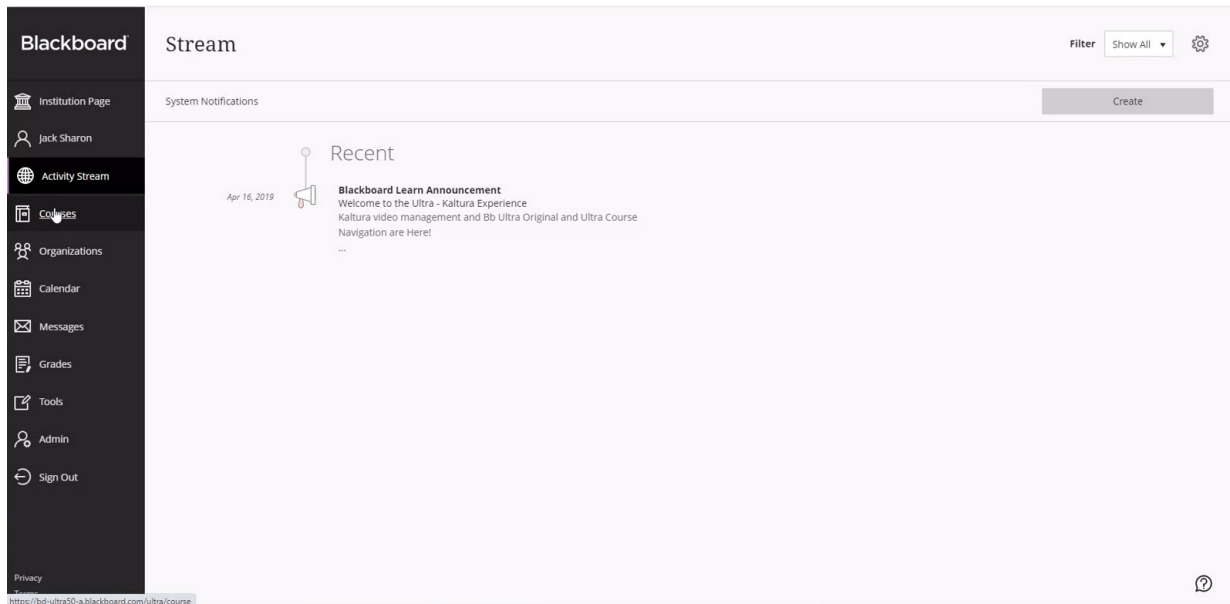 Blackboard
Institution Page
Jack Sharon
Activity Stream
Courses
Organizations
Calendar
Messages
Grades
Tools
Admin
Sign Out
Privacy
Terms
https://bd-ultra50-a.blackboard.com/ultra/course
Stream
Filter Show All
System Notifications
Create
Recent
Apr 16, 2019
Blackboard Learn Announcement
Welcome to the Ultra - Kaltura Experience
Kaltura video management and Bb Ultra Original and Ultra Course
Navigation are Here!
...